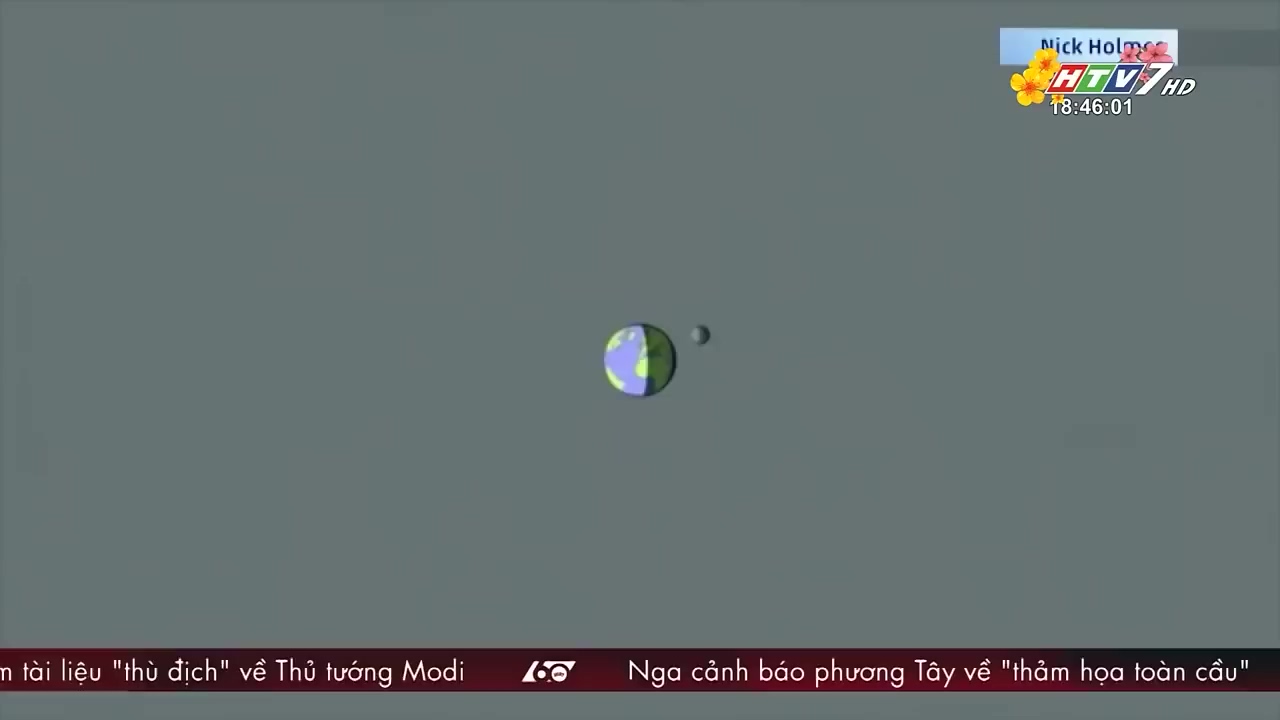 Nick Holmes
HTV7 HD
18:46:01
m tài liệu "thù địch" về Thủ tướng Modi 60 Nga cảnh báo phương Tây về "thảm họa toàn cầu"